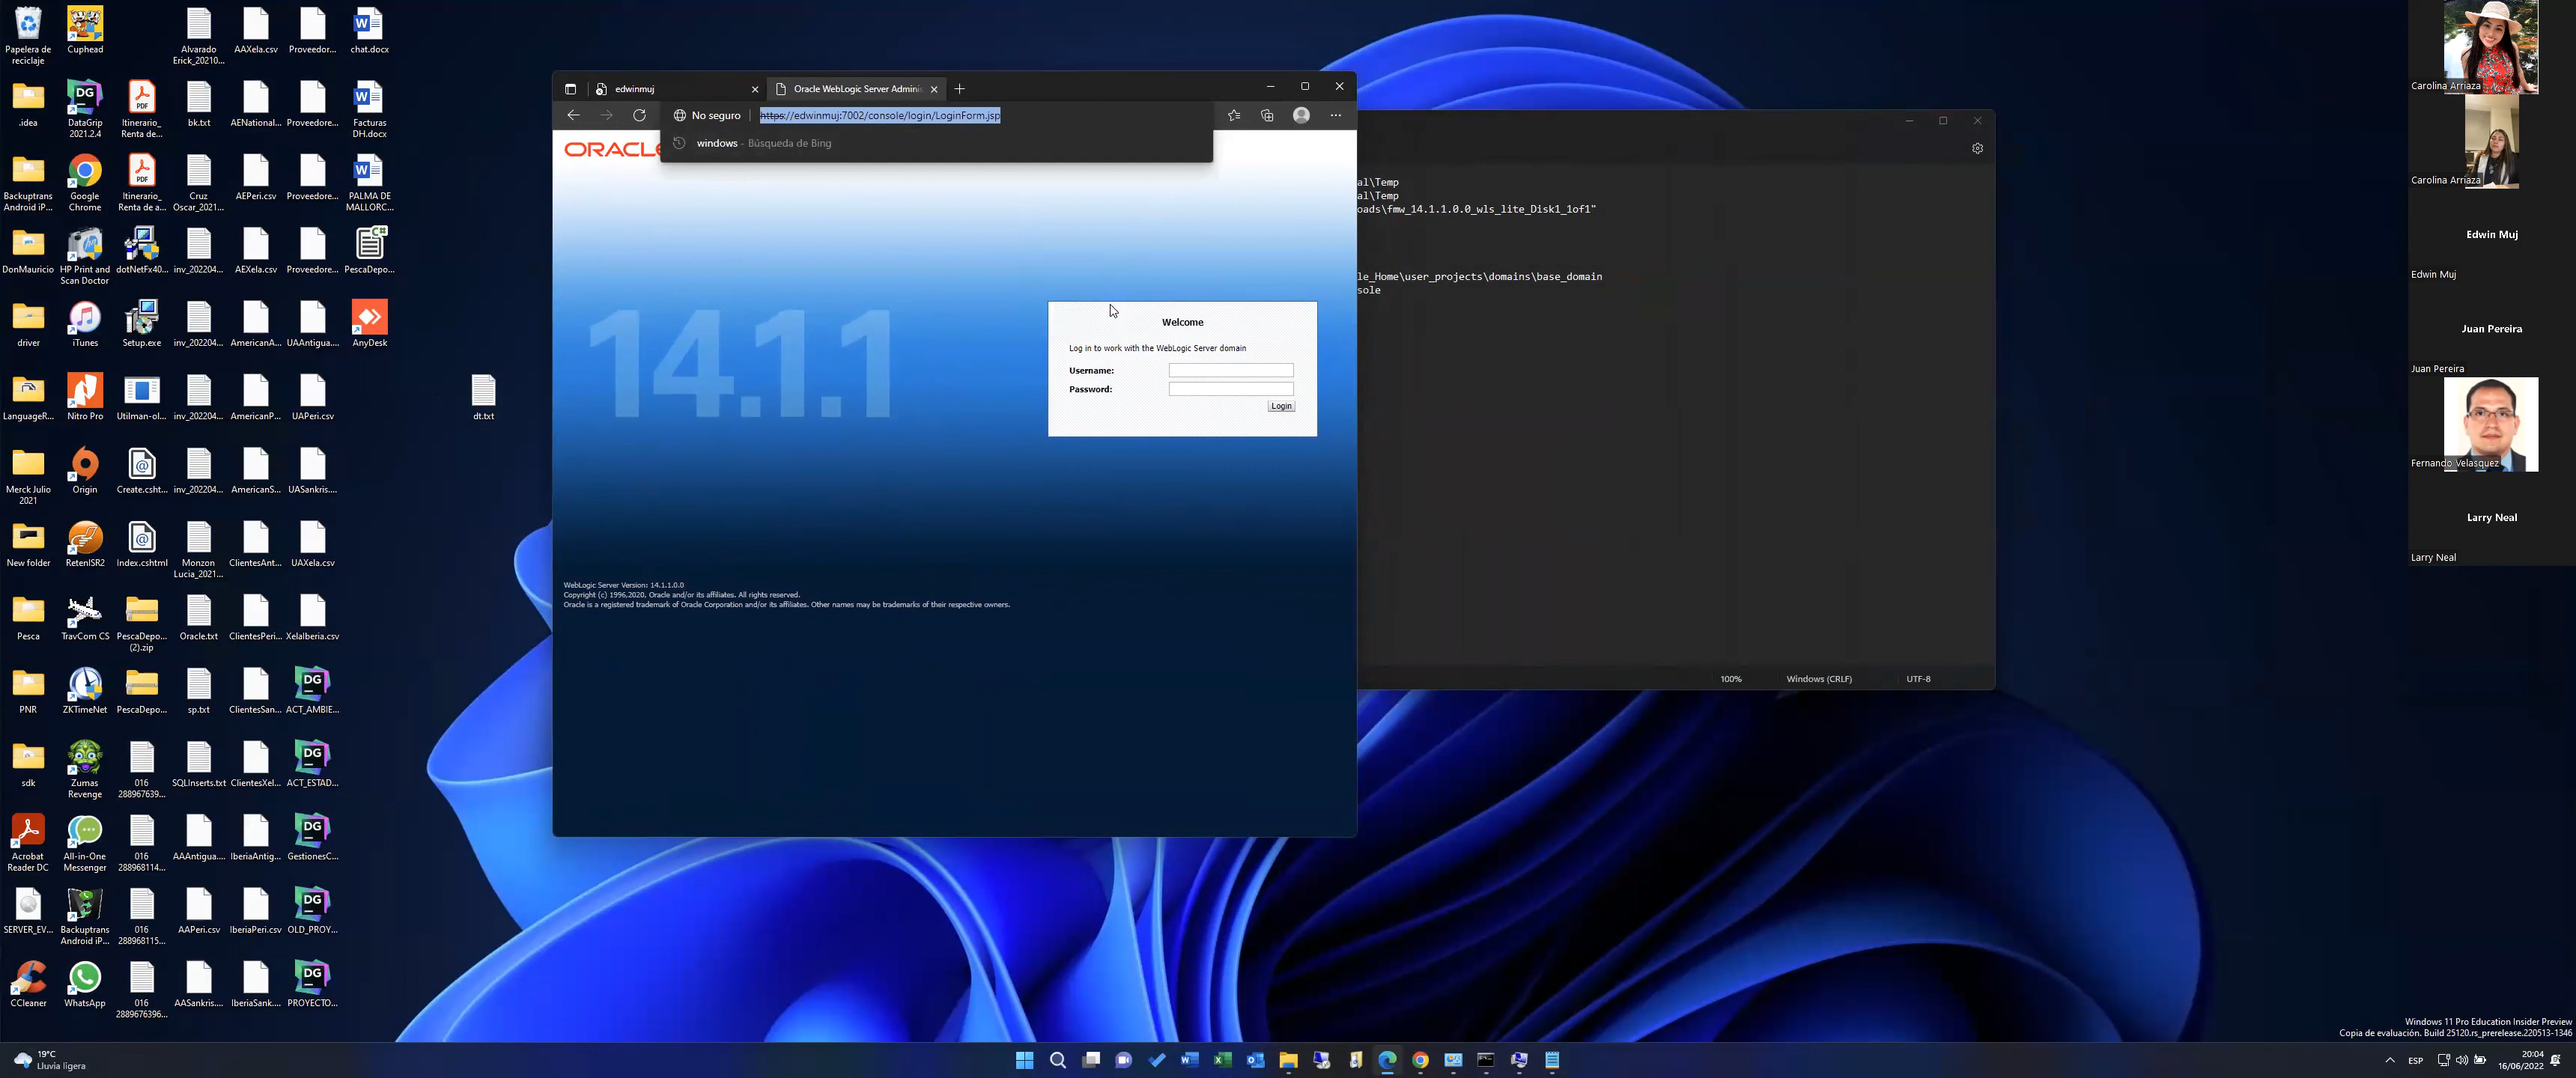 Papelera de
reciclaje
Cuphead
Alvarado
Erick_20210...
AAXela.csv
Proveedor...
chat.docx
.idea
DataGrip
2021.2.4
Itinerario_
Renta de...
bk.txt
AENational...
Proveedore...
Facturas
DH.docx
Backuptrans
Android iP...
Google
Chrome
Itinerario_
Renta de a...
Cruz
Oscar_2021...
AEPeri.csv
Proveedore...
PALMA DE
MALLORC...
DonMauricio
HP Print and
Scan Doctor
dotNetFx40...
inv_202204...
AEXela.csv
Proveedore...
PescaDepo...
driver
iTunes
Setup.exe
inv_202204...
AmericanA...
UAAntigua....
AnyDesk
LanguageR...
Nitro Pro
Utilman-ol...
inv_202204...
AmericanP...
UAPeri.csv
dt.txt
Merck Julio
2021
Origin
Create.csht...
inv_202204...
AmericanS...
UASankris....
New folder
RetenISR2
Index.cshtml
Monzon
Lucia_2021...
ClientesAnt...
UAXela.csv
Pesca
TravCom CS
PescaDepo...
(2).zip
Oracle.txt
ClientesPeri...
XelaIberia.csv
PNR
ZKTimeNet
PescaDepo...
sp.txt
ClientesSan...
ACT_AMBIE...
sdk
Zumas
Revenge
016
288967639...
SQLInserts.txt
ClientesXel...
ACT_ESTAD...
Acrobat
Reader DC
All-in-One
Messenger
016
288968114...
AAAntigua....
IberiaAntig...
GestionesC...
SERVER_EV...
Backuptrans
Android iP...
016
288968115...
AAPeri.csv
IberiaPeri.csv
OLD_PROY...
CCleaner
WhatsApp
016
2889676396...
AASankris....
IberiaSank....
PROYECTO...
edwinmuj
Oracle WebLogic Server Adminis
No seguro
https://edwinmuj:7002/console/login/LoginForm.jsp
windows - Búsqueda de Bing
ORACLE
14.1.1
Welcome
Log in to work with the WebLogic Server domain
Username:
Password:
Login
WebLogic Server Version: 14.1.1.0.0
Copyright (c) 1996,2020, Oracle and/or its affiliates. All rights reserved.
Oracle is a registered trademark of Oracle Corporation and/or its affiliates. Other names may be trademarks of their respective owners.
al\Temp
al\Temp
oads\fmw_14.1.1.0.0_wls_lite_Disk1_1of1"
le_Home\user_projects\domains\base_domain
sole
100%
Windows (CRLF)
UTF-8
Carolina Arriaza
Carolina Arriaza
Edwin Muj
Edwin Muj
Juan Pereira
Juan Pereira
Fernando Velasquez
Larry Neal
Larry Neal
Windows 11 Pro Education Insider Preview
Copia de evaluación. Build 25120.rs_prerelease.220513-1346
19°C
Lluvia ligera
ESP
20:04
16/06/2022